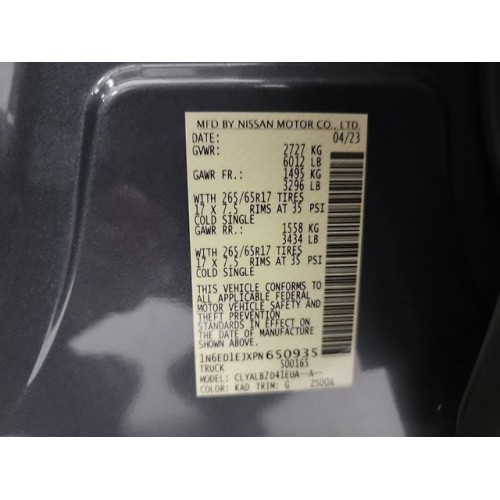 MFD BY NISSAN MOTOR CO., LTD.
DATE: 04/23
GVWR: 2727 KG
6012 LB
GAWR FR.: 1495 KG
3296 LB
WITH 265/65R17 TIRES
17 X 7.5 RIMS AT 35 PSI
COLD SINGLE
GAWR RR.: 1558 KG
3434 LB
WITH 265/65R17 TIRES
17 X 7.5 RIMS AT 35 PSI
COLD SINGLE
THIS VEHICLE CONFORMS TO
ALL APPLICABLE FEDERAL
MOTOR VEHICLE SAFETY AND
THEFT PREVENTION
STANDARDS IN EFFECT ON
THE DATE OF MANUFACTURE
1N6ED1EJXPN650935
TRUCK 500165
MODEL: CLYALB2D41EUA--A--
COLOR: KAD TRIM: G 2500A